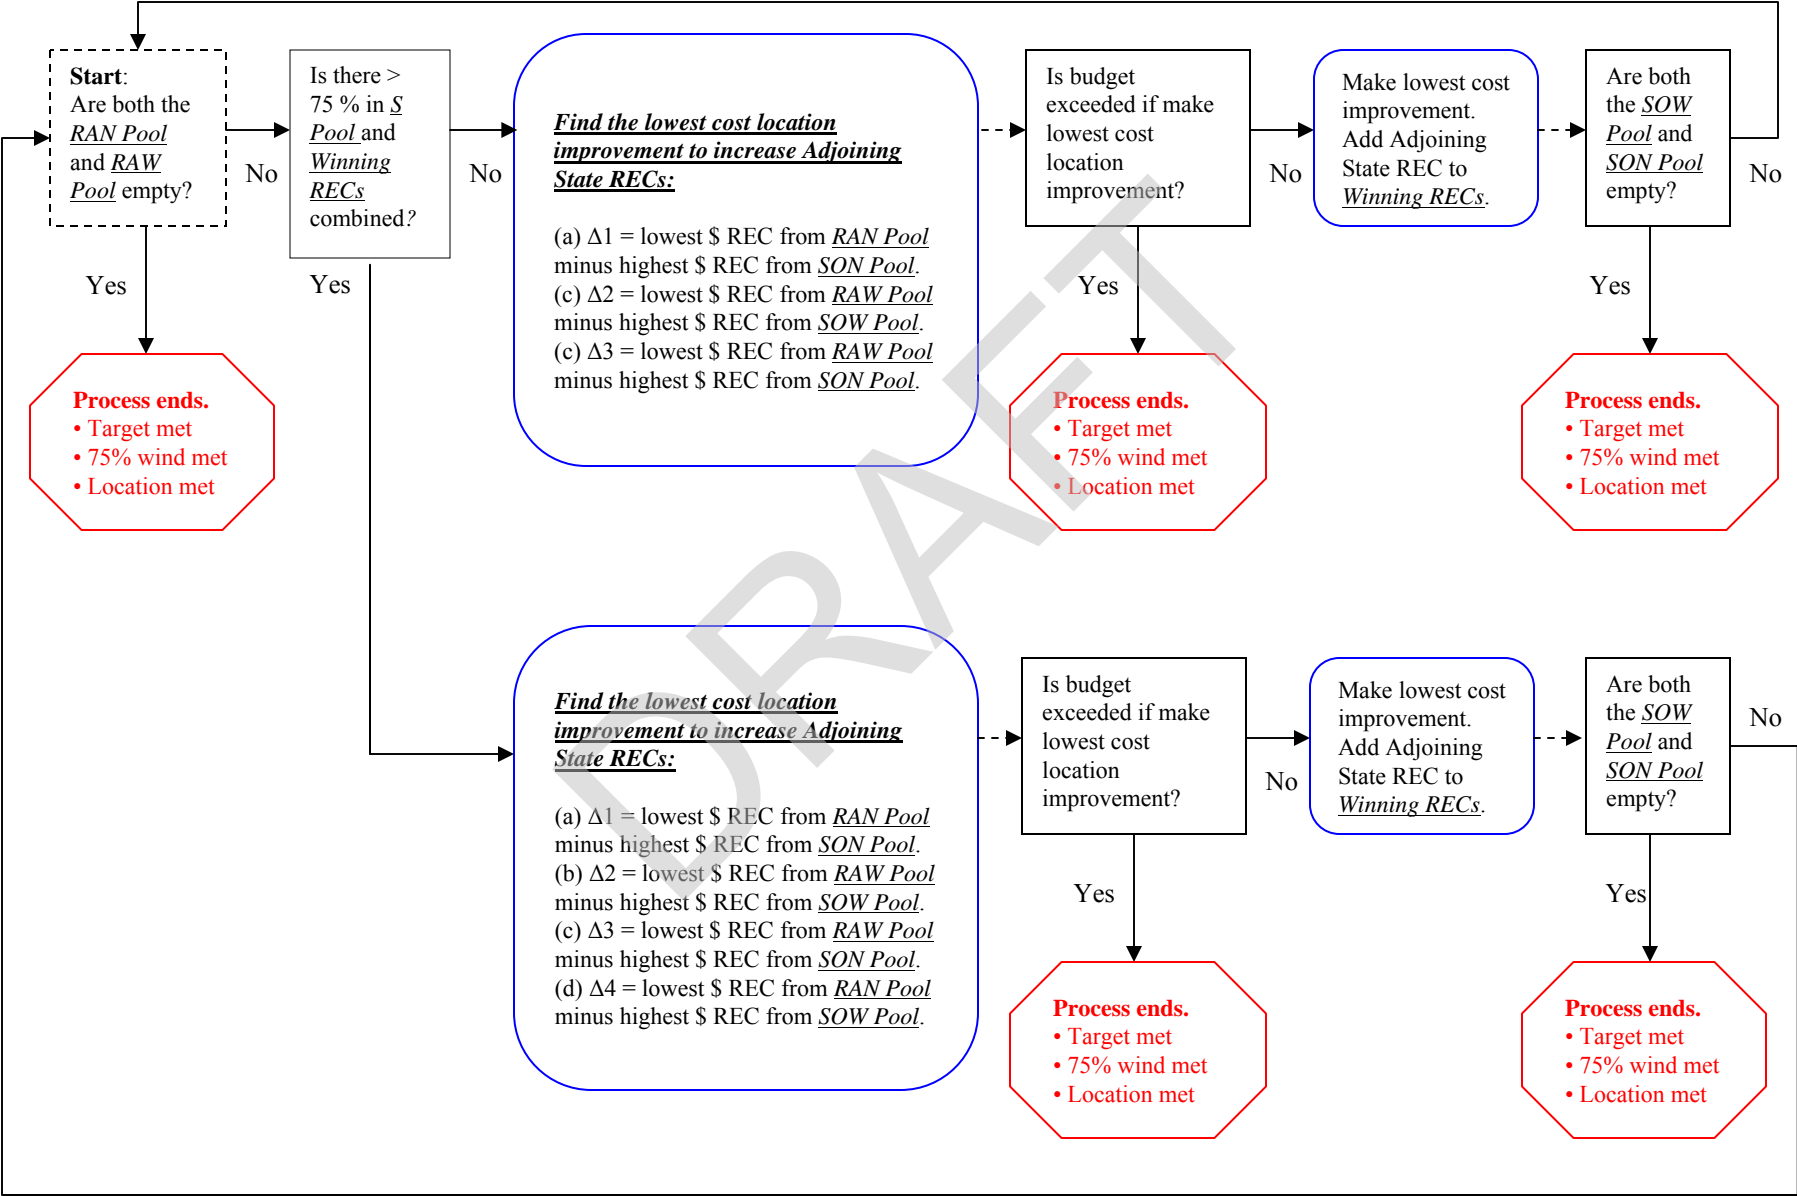 Start:
Are both the
RAN Pool
and RAW
Pool empty?
No
Yes
Process ends.
• Target met
• 75% wind met
• Location met
Is there >
75 % in S
Pool and
Winning
RECs
combined?
No
Yes
Find the lowest cost location
improvement to increase Adjoining
State RECs:
(a) Δ1 = lowest $ REC from RAN Pool
minus highest $ REC from SON Pool.
(c) Δ2 = lowest $ REC from RAW Pool
minus highest $ REC from SOW Pool.
(c) Δ3 = lowest $ REC from RAW Pool
minus highest $ REC from SON Pool.
Is budget
exceeded if make
lowest cost
location
improvement?
No
Yes
Process ends.
• Target met
• 75% wind met
• Location met
Make lowest cost
improvement.
Add Adjoining
State REC to
Winning RECs.
Are both
the SOW
Pool and
SON Pool
empty?
No
Yes
Process ends.
• Target met
• 75% wind met
• Location met
DRAFT
Find the lowest cost location
improvement to increase Adjoining
State RECs:
(a) Δ1 = lowest $ REC from RAN Pool
minus highest $ REC from SON Pool.
(b) Δ2 = lowest $ REC from RAW Pool
minus highest $ REC from SOW Pool.
(c) Δ3 = lowest $ REC from RAW Pool
minus highest $ REC from SON Pool.
(d) Δ4 = lowest $ REC from RAN Pool
minus highest $ REC from SOW Pool.
Is budget
exceeded if make
lowest cost
location
improvement?
No
Yes
Process ends.
• Target met
• 75% wind met
• Location met
Make lowest cost
improvement.
Add Adjoining
State REC to
Winning RECs.
Are both
the SOW
Pool and
SON Pool
empty?
No
Yes
Process ends.
• Target met
• 75% wind met
• Location met